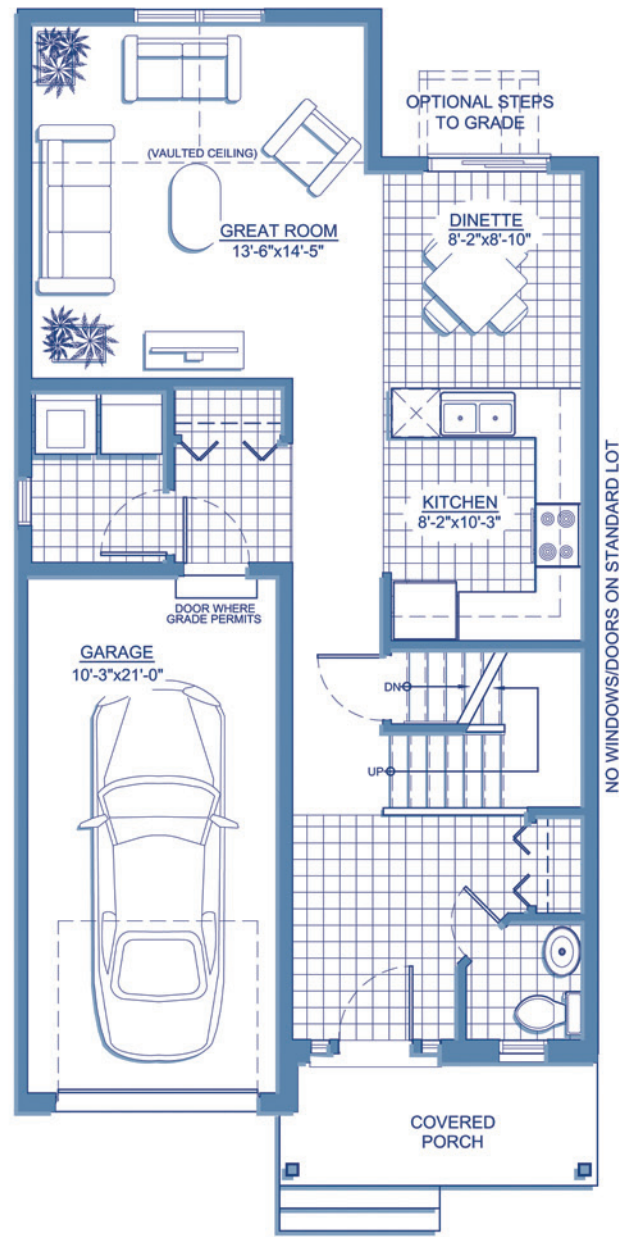 OPTIONAL STEPS
TO GRADE
(VAULTED CEILING)
GREAT ROOM
13'-6"x14'-5"
DINETTE
8'-2"x8'-10"
KITCHEN
8'-2"x10'-3"
NO WINDOWS/DOORS ON STANDARD LOT
DOOR WHERE
GRADE PERMITS
GARAGE
10'-3"x21'-0"
DN
UP
COVERED
PORCH